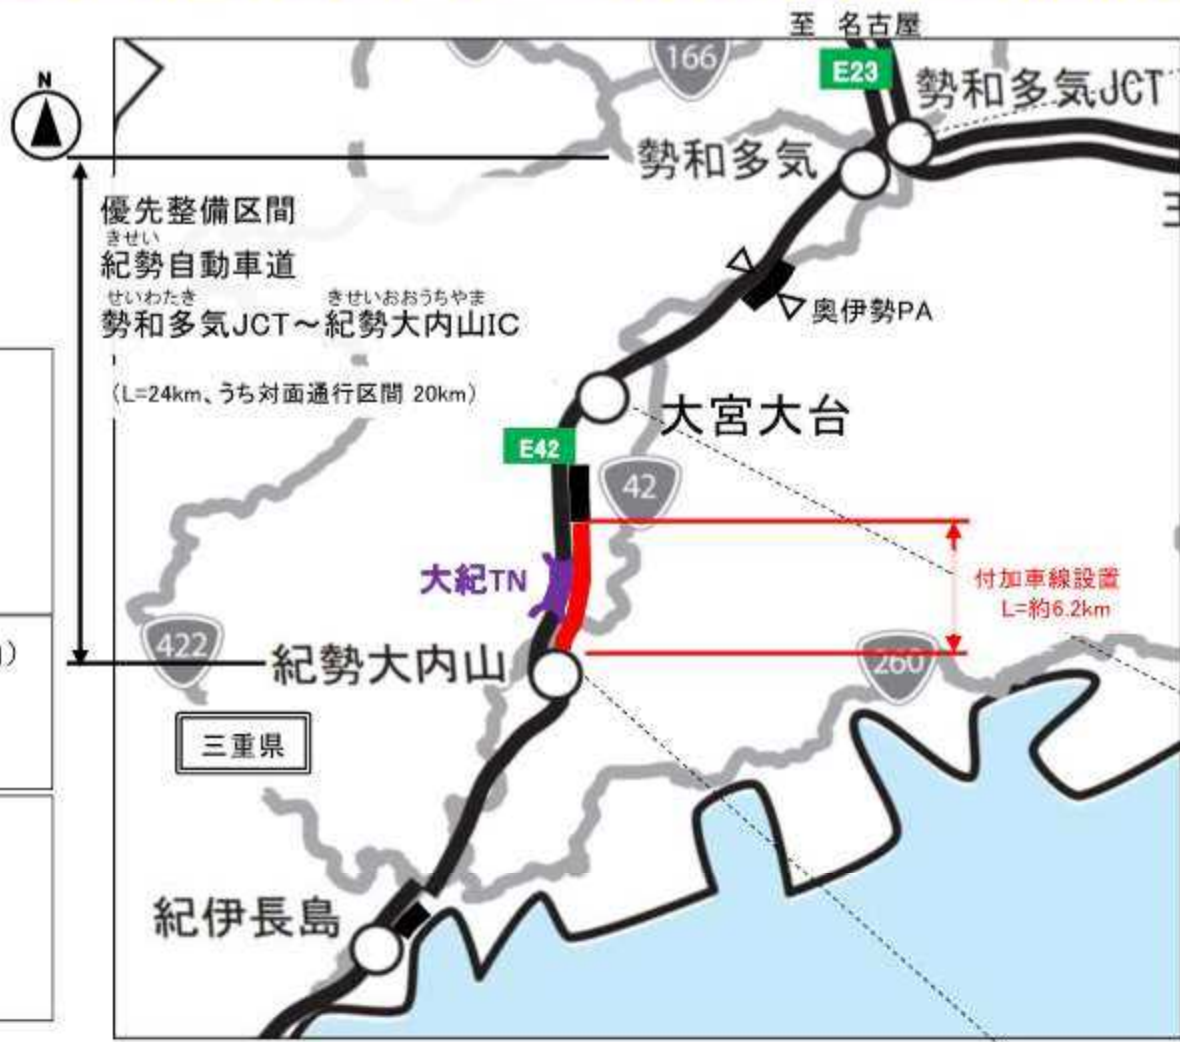 至 名古屋
N
166
E23
勢和多気JCT
勢和多気
優先整備区間
きせい
紀勢自動車道
せいわたき きせいおおうちやま
勢和多気JCT～紀勢大内山IC
(L=24km、うち対面通行区間 20km)
奥伊勢PA
大宮大台
E42
42
大紀TN
付加車線設置
L=約6.2km
422
紀勢大内山
260
三重県
紀伊長島